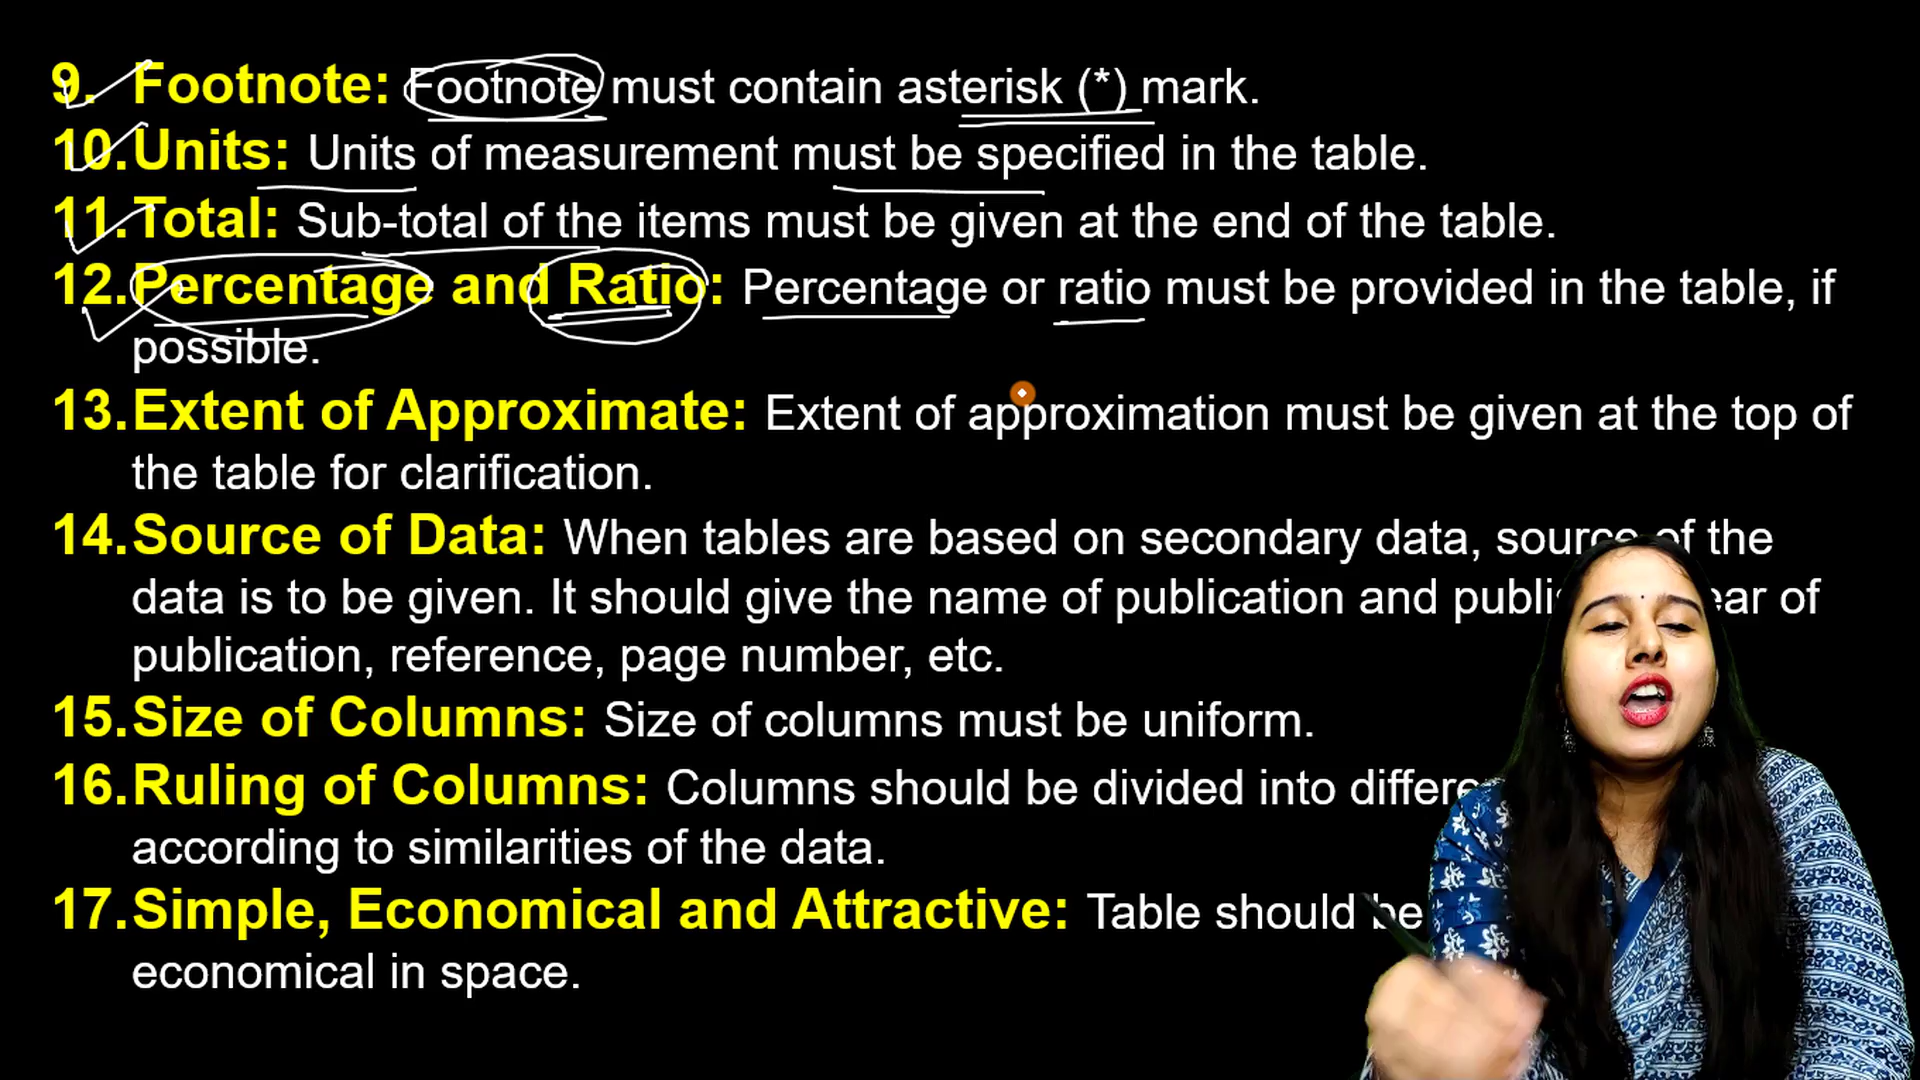 9. Footnote: Footnote must contain asterisk (*) mark.
10. Units: Units of measurement must be specified in the table.
11. Total: Sub-total of the items must be given at the end of the table.
12. Percentage and Ratio: Percentage or ratio must be provided in the table, if
possible.
13. Extent of Approximate: Extent of approximation must be given at the top of
the table for clarification.
14. Source of Data: When tables are based on secondary data, source of the
data is to be given. It should give the name of publication and of
publication, reference, page number, etc.
15. Size of Columns: Size of columns must be uniform.
16. Ruling of Columns: Columns should be divided into
according to similarities of the data.
17. Simple, Economical and Attractive: Table should be
economical in space.